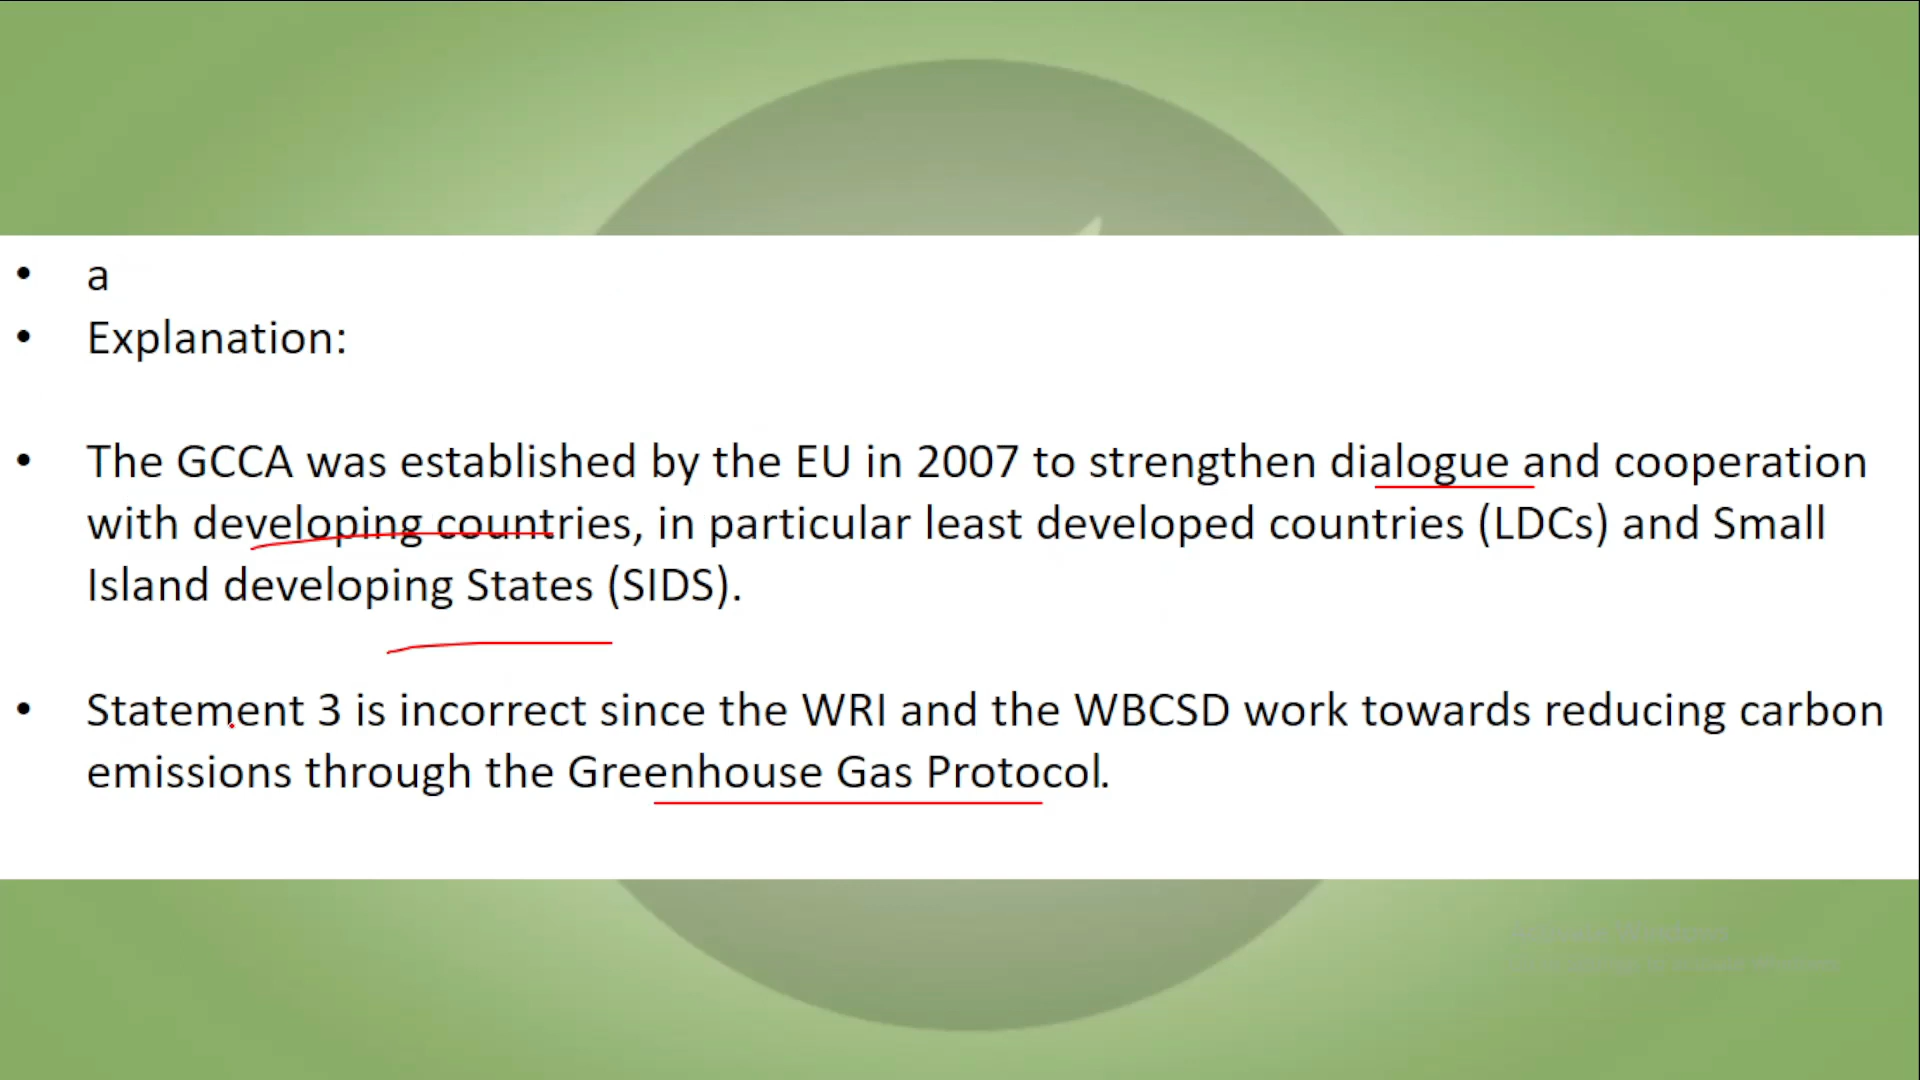 • a
• Explanation:
• The GCCA was established by the EU in 2007 to strengthen dialogue and cooperation
with developing countries, in particular least developed countries (LDCs) and Small
Island developing States (SIDS).
• Statement 3 is incorrect since the WRI and the WBCSD work towards reducing carbon
emissions through the Greenhouse Gas Protocol.